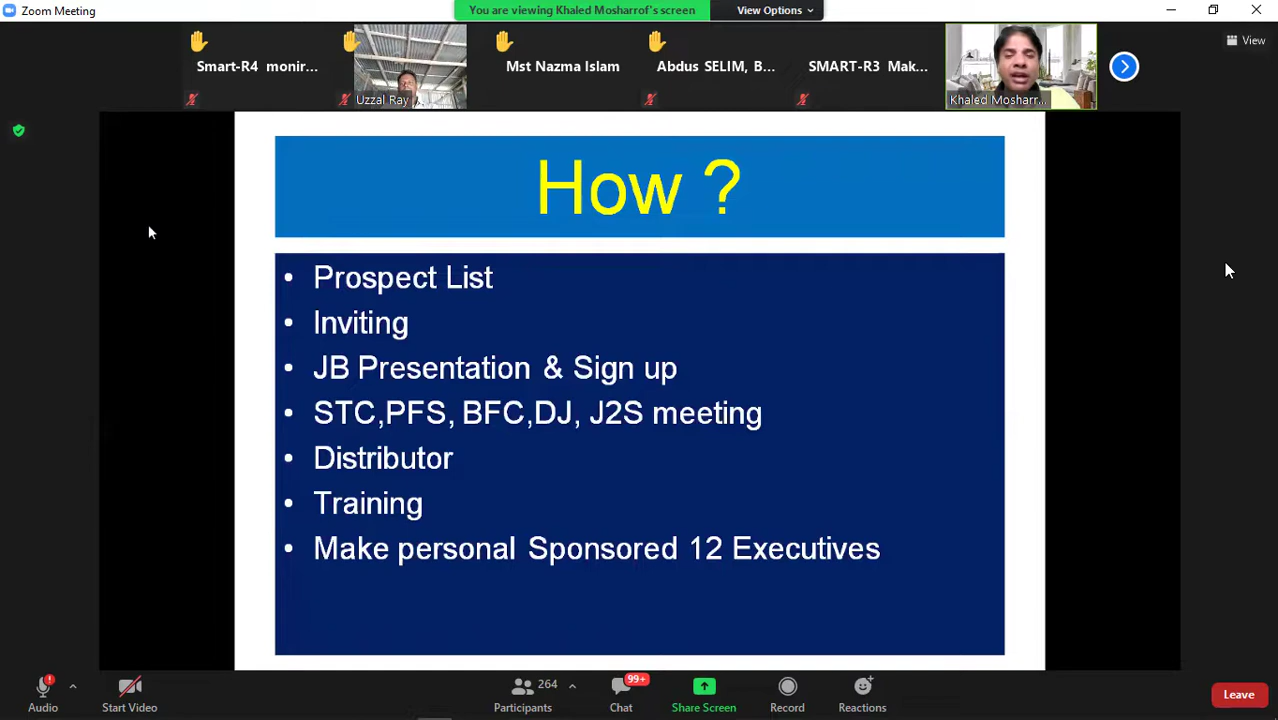 Zoom Meeting
You are viewing Khaled Mosharrof's screen
View Options
View
Smart-R4 monir...
Uzzal Ray
Mst Nazma Islam
Abdus SELIM, B...
SMART-R3 Mak...
Khaled Mosharr...
How ?
• Prospect List
• Inviting
• JB Presentation & Sign up
• STC,PFS, BFC,DJ, J2S meeting
• Distributor
• Training
• Make personal Sponsored 12 Executives
Audio
Start Video
264
Participants
99+
Chat
Share Screen
Record
Reactions
Leave